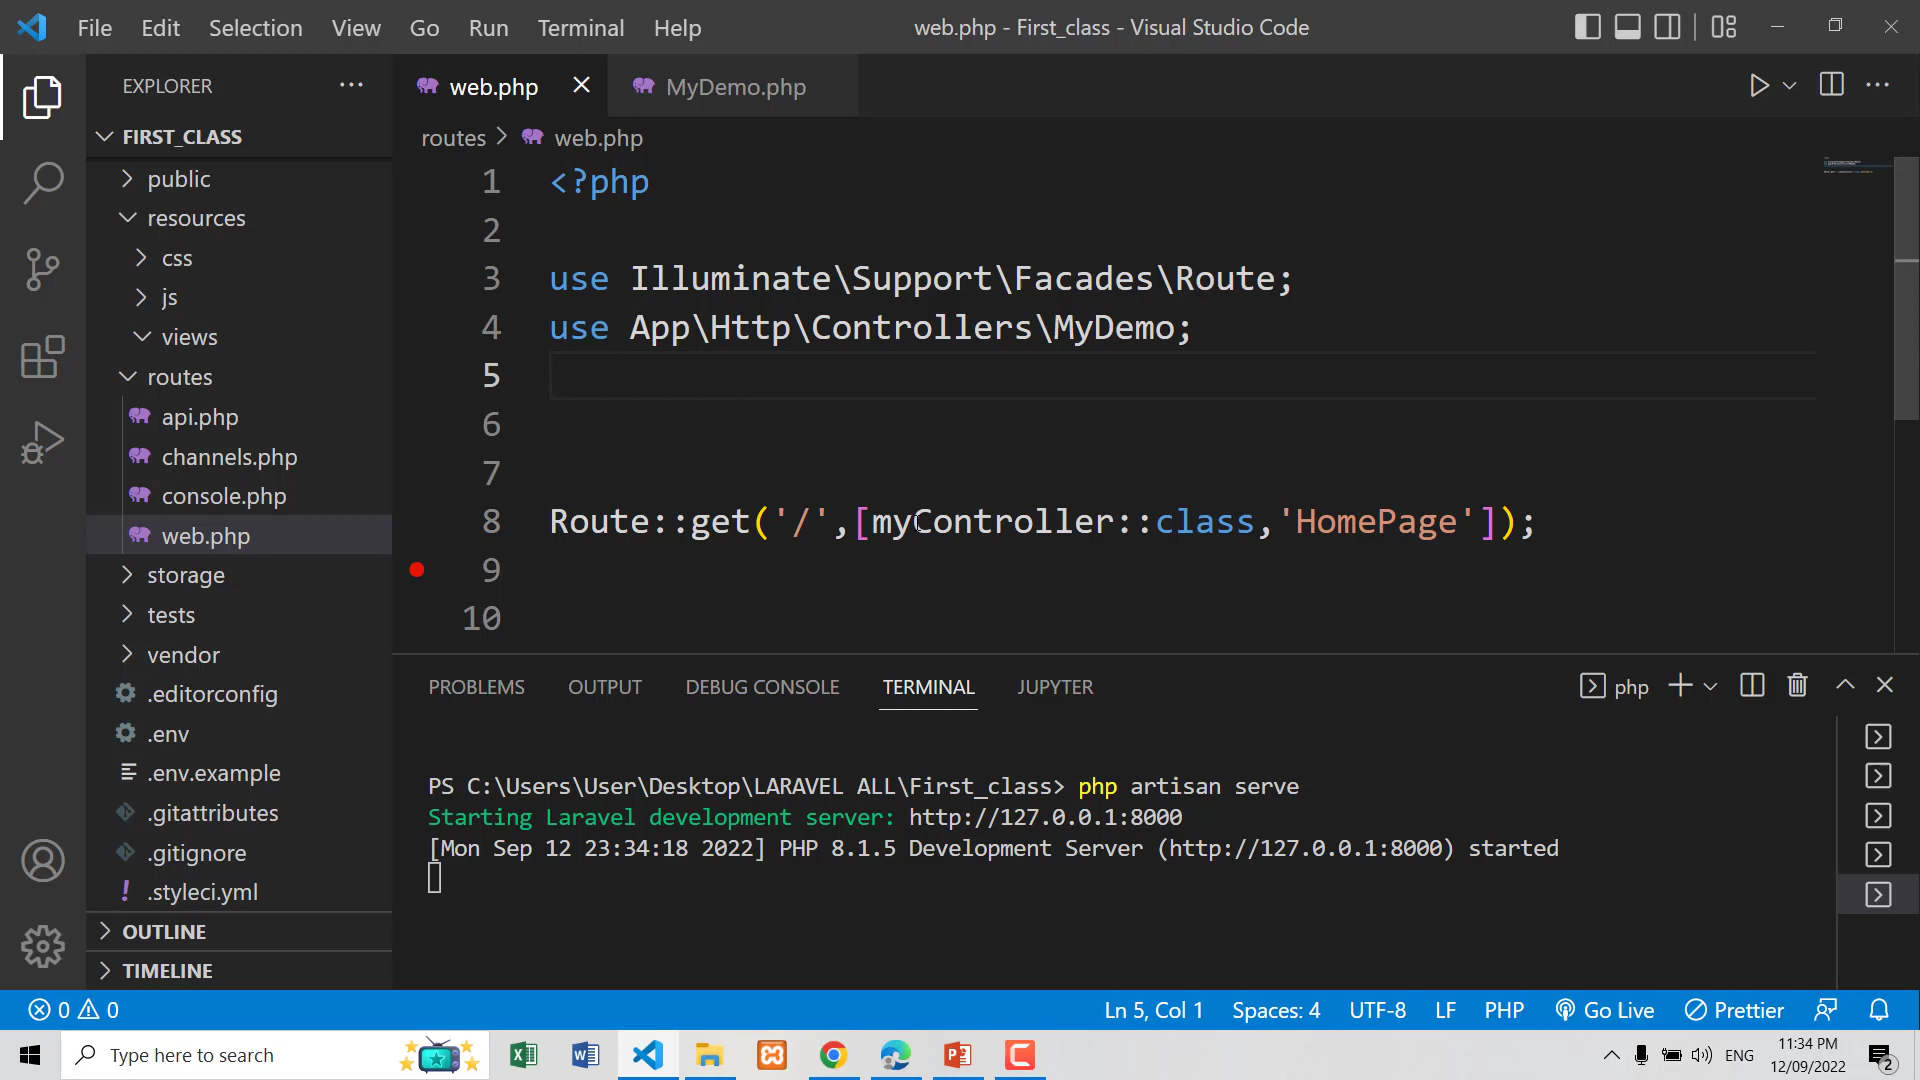 File Edit Selection View Go Run Terminal Help
web.php - First_class - Visual Studio Code
EXPLORER
FIRST_CLASS
public
resources
css
js
views
routes
api.php
channels.php
console.php
web.php
storage
tests
vendor
.editorconfig
.env
.env.example
.gitattributes
.gitignore
.styleci.yml
OUTLINE
TIMELINE
web.php MyDemo.php
routes > web.php
1 <?php
2
3 use Illuminate\Support\Facades\Route;
4 use App\Http\Controllers\MyDemo;
5
6
7
8 Route::get('/',[myController::class,'HomePage']);
9
10
PROBLEMS OUTPUT DEBUG CONSOLE TERMINAL JUPYTER
php
PS C:\Users\User\Desktop\LARAVEL ALL\First_class> php artisan serve
Starting Laravel development server: http://127.0.0.1:8000
[Mon Sep 12 23:34:18 2022] PHP 8.1.5 Development Server (http://127.0.0.1:8000) started
0 0 Ln 5, Col 1 Spaces: 4 UTF-8 LF PHP Go Live Prettier
Type here to search
ENG
11:34 PM
12/09/2022
2